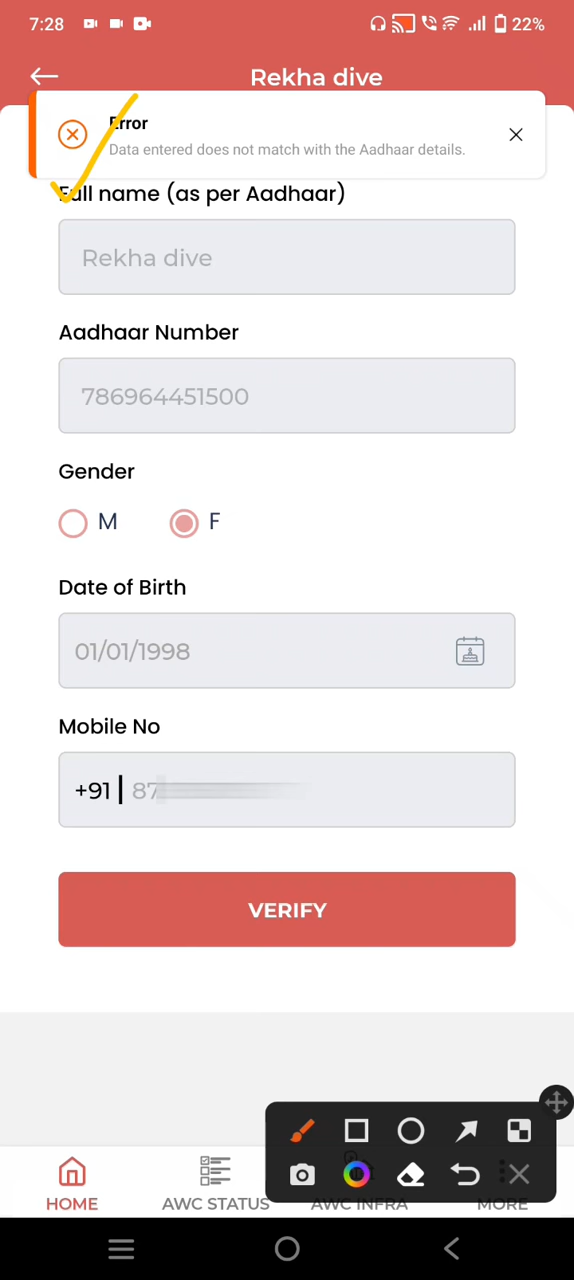 7:28
22%
Rekha dive
Error
Data entered does not match with the Aadhaar details.
Full name (as per Aadhaar)
Rekha dive
Aadhaar Number
786964451500
Gender
M
F
Date of Birth
01/01/1998
Mobile No
+91 87
VERIFY
HOME
AWC STATUS
AWC INFRA
MORE